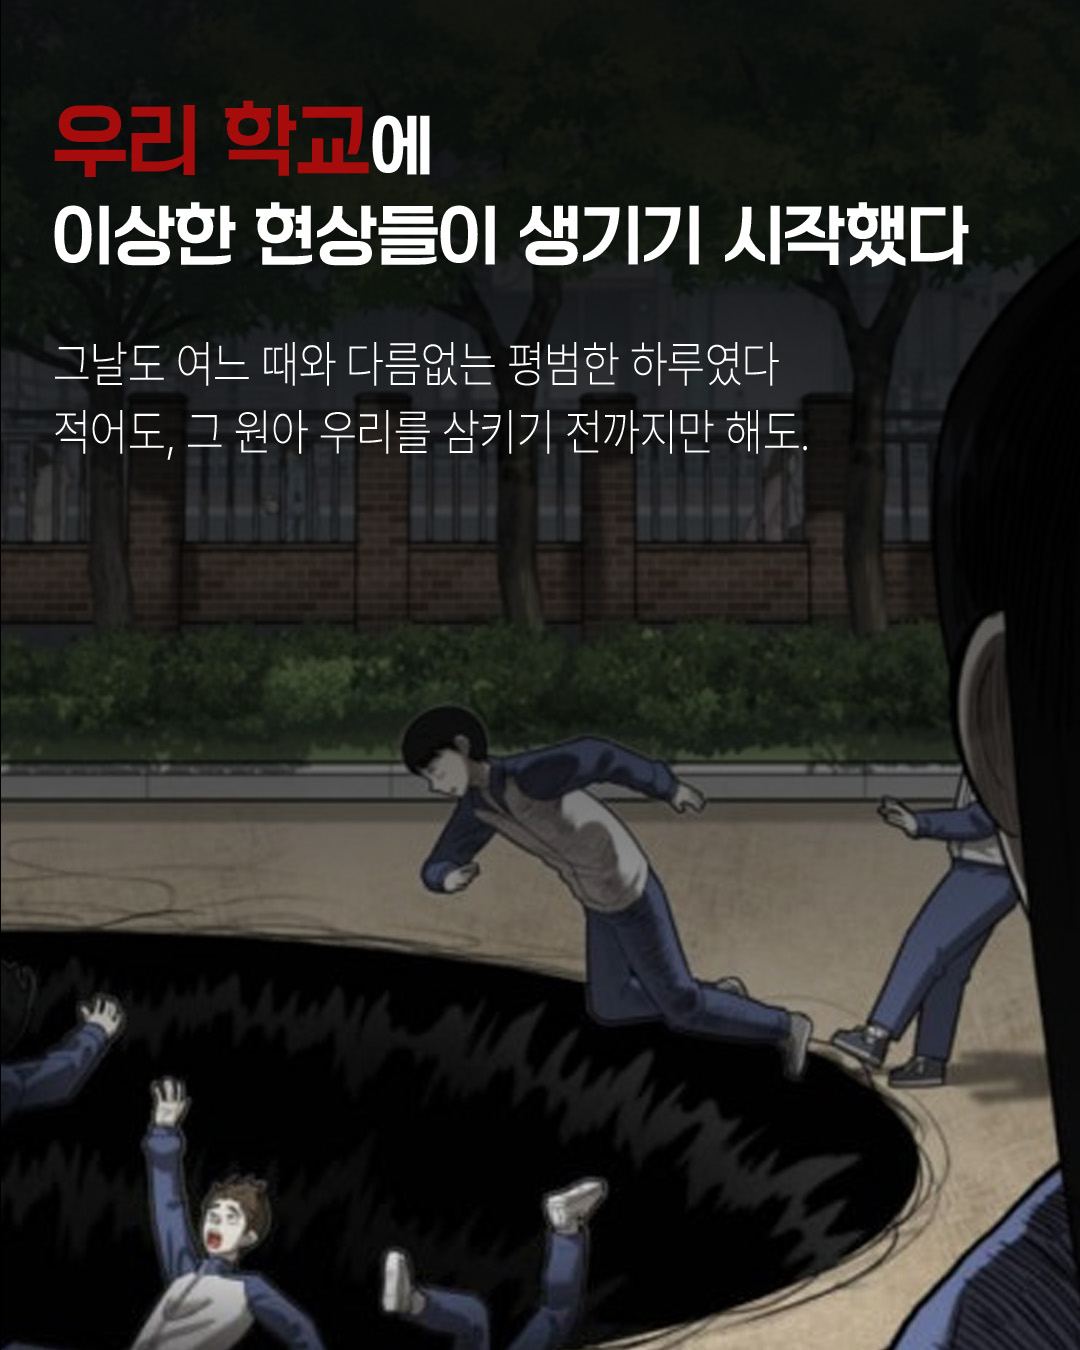 우리 학교에
이상한 현상들이 생기기 시작했다
그날도 여느 때와 다름없는 평범한 하루였다
적어도, 그 원아 우리를 삼키기 전까지만 해도.